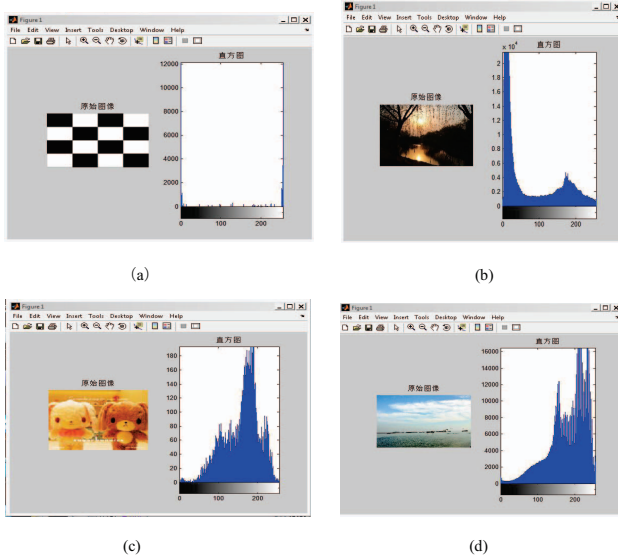 Figure 1
File Edit View Insert Tools Desktop Window Help
直方图
原始图像
12000
10000
8000
6000
4000
2000
0
0 100 200
(a)
Figure 1
File Edit View Insert Tools Desktop Window Help
x 10⁴
直方图
原始图像
2
1.8
1.6
1.4
1.2
1
0.8
0.6
0.4
0.2
0
0 100 200
(b)
Figure 1
File Edit View Insert Tools Desktop Window Help
直方图
原始图像
180
160
140
120
100
80
60
40
20
0
0 100 200
(c)
Figure 1
File Edit View Insert Tools Desktop Window Help
直方图
原始图像
16000
14000
12000
10000
8000
6000
4000
2000
0
0 100 200
(d)